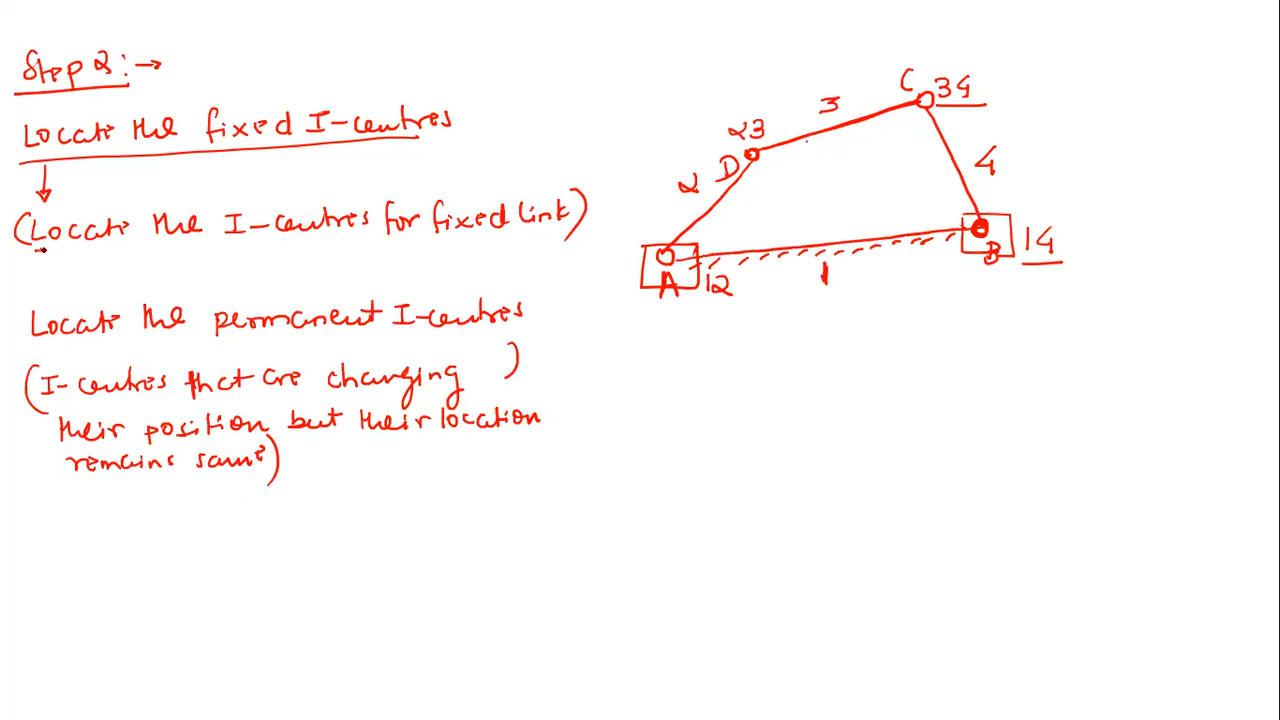 Step 2:→
Locate the fixed I-centres
(Locate the I-centres for fixed link)
Locate the permanent I-centres
(I-centres that are changing)
their position but their location
remains same)
C 34
3
23
D
2
4
B 14
A 12
1